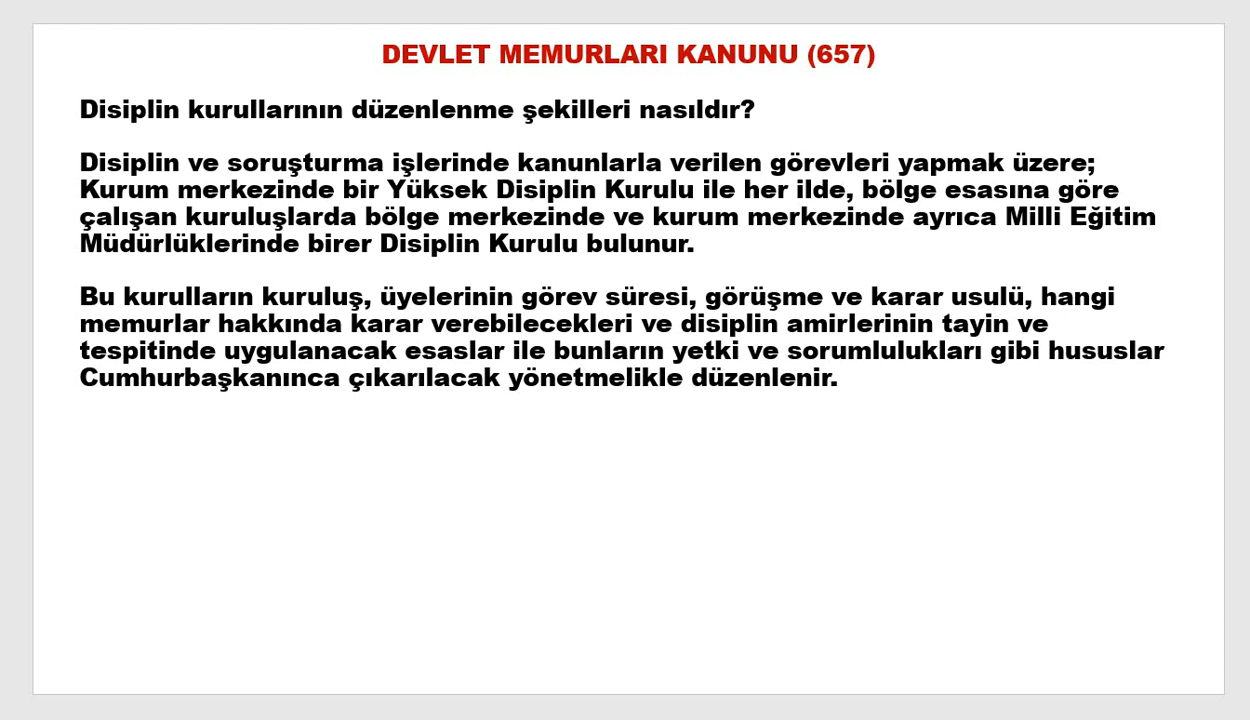 DEVLET MEMURLARI KANUNU (657)
Disiplin kurullarının düzenlenme şekilleri nasıldır?
Disiplin ve soruşturma işlerinde kanunlarla verilen görevleri yapmak üzere;
Kurum merkezinde bir Yüksek Disiplin Kurulu ile her ilde, bölge esasına göre
çalışan kuruluşlarda bölge merkezinde ve kurum merkezinde ayrıca Milli Eğitim
Müdürlüklerinde birer Disiplin Kurulu bulunur.
Bu kurulların kuruluş, üyelerinin görev süresi, görüşme ve karar usulü, hangi
memurlar hakkında karar verebilecekleri ve disiplin amirlerinin tayin ve
tespitinde uygulanacak esaslar ile bunların yetki ve sorumlulukları gibi hususlar
Cumhurbaşkanınca çıkarılacak yönetmelikle düzenlenir.